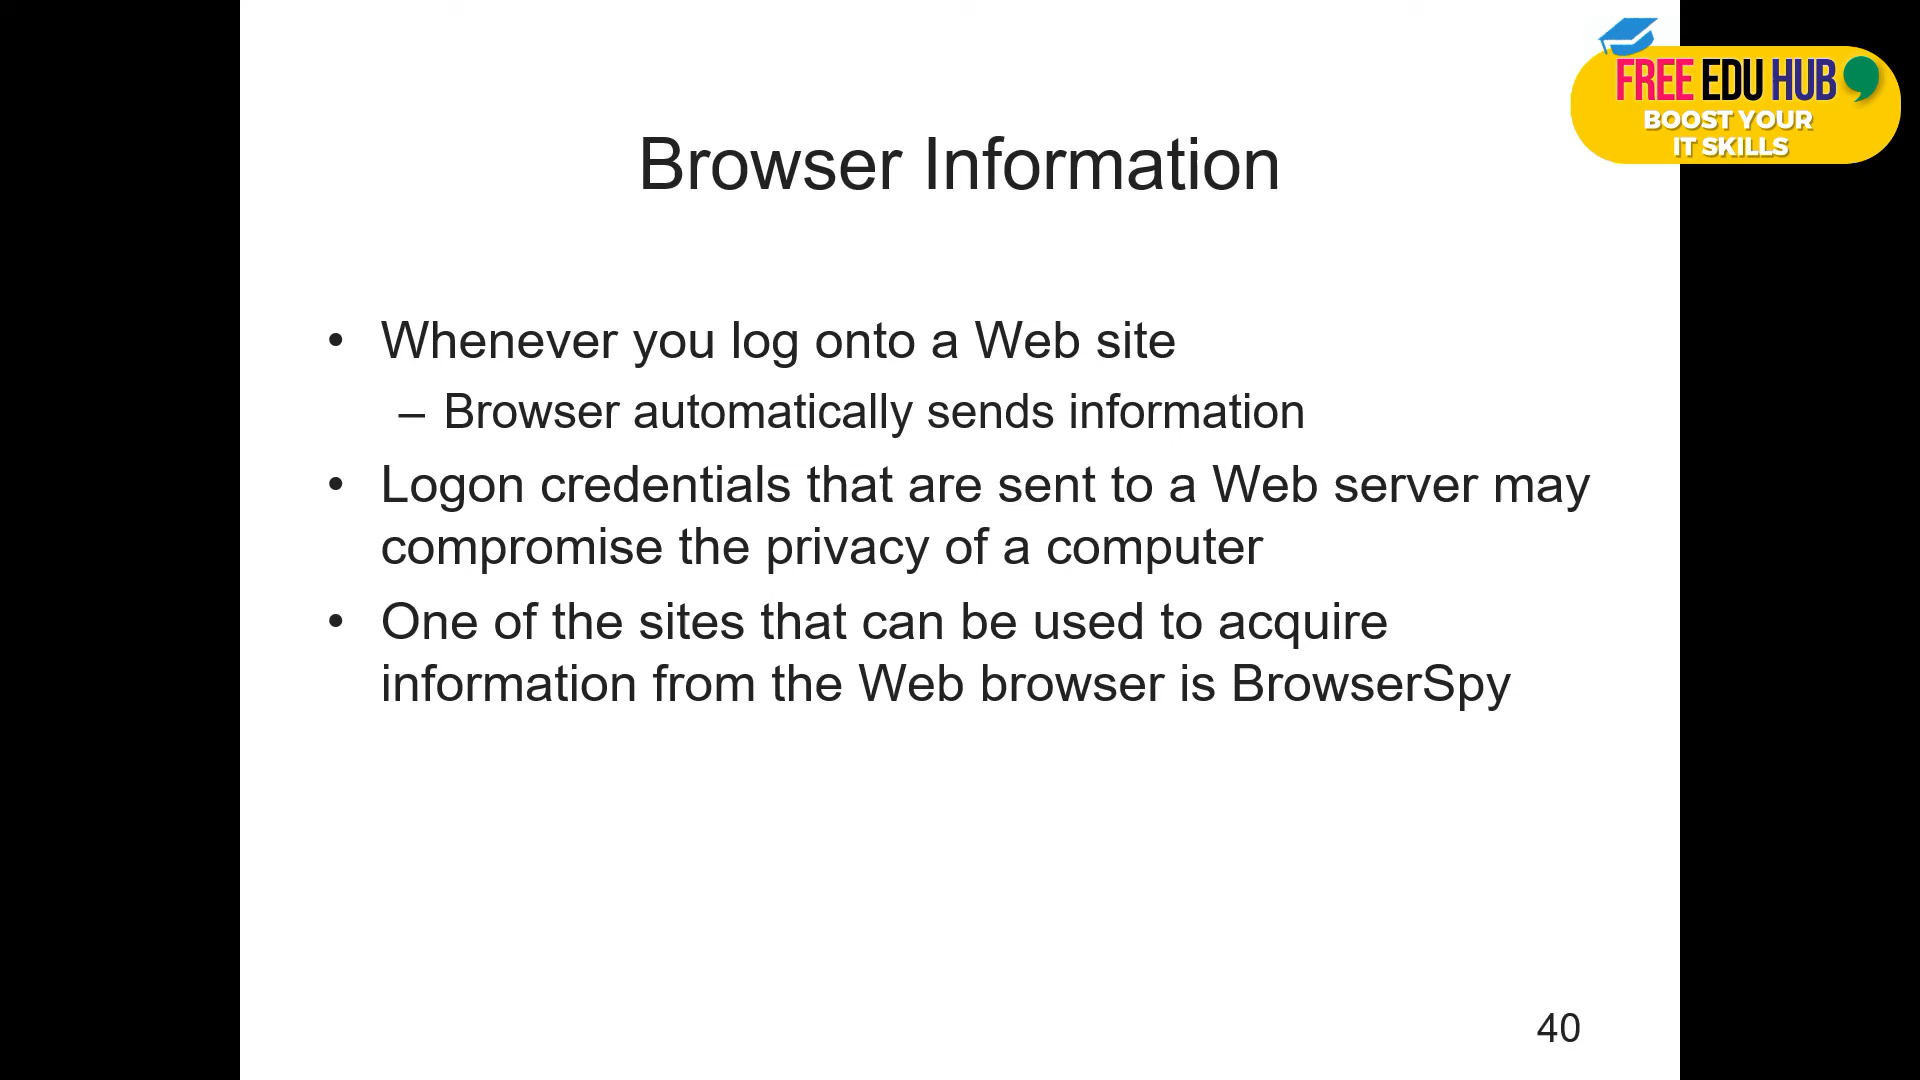 FREE EDU HUB
BOOST YOUR
IT SKILLS
Browser Information
• Whenever you log onto a Web site
– Browser automatically sends information
• Logon credentials that are sent to a Web server may
compromise the privacy of a computer
• One of the sites that can be used to acquire
information from the Web browser is BrowserSpy
40